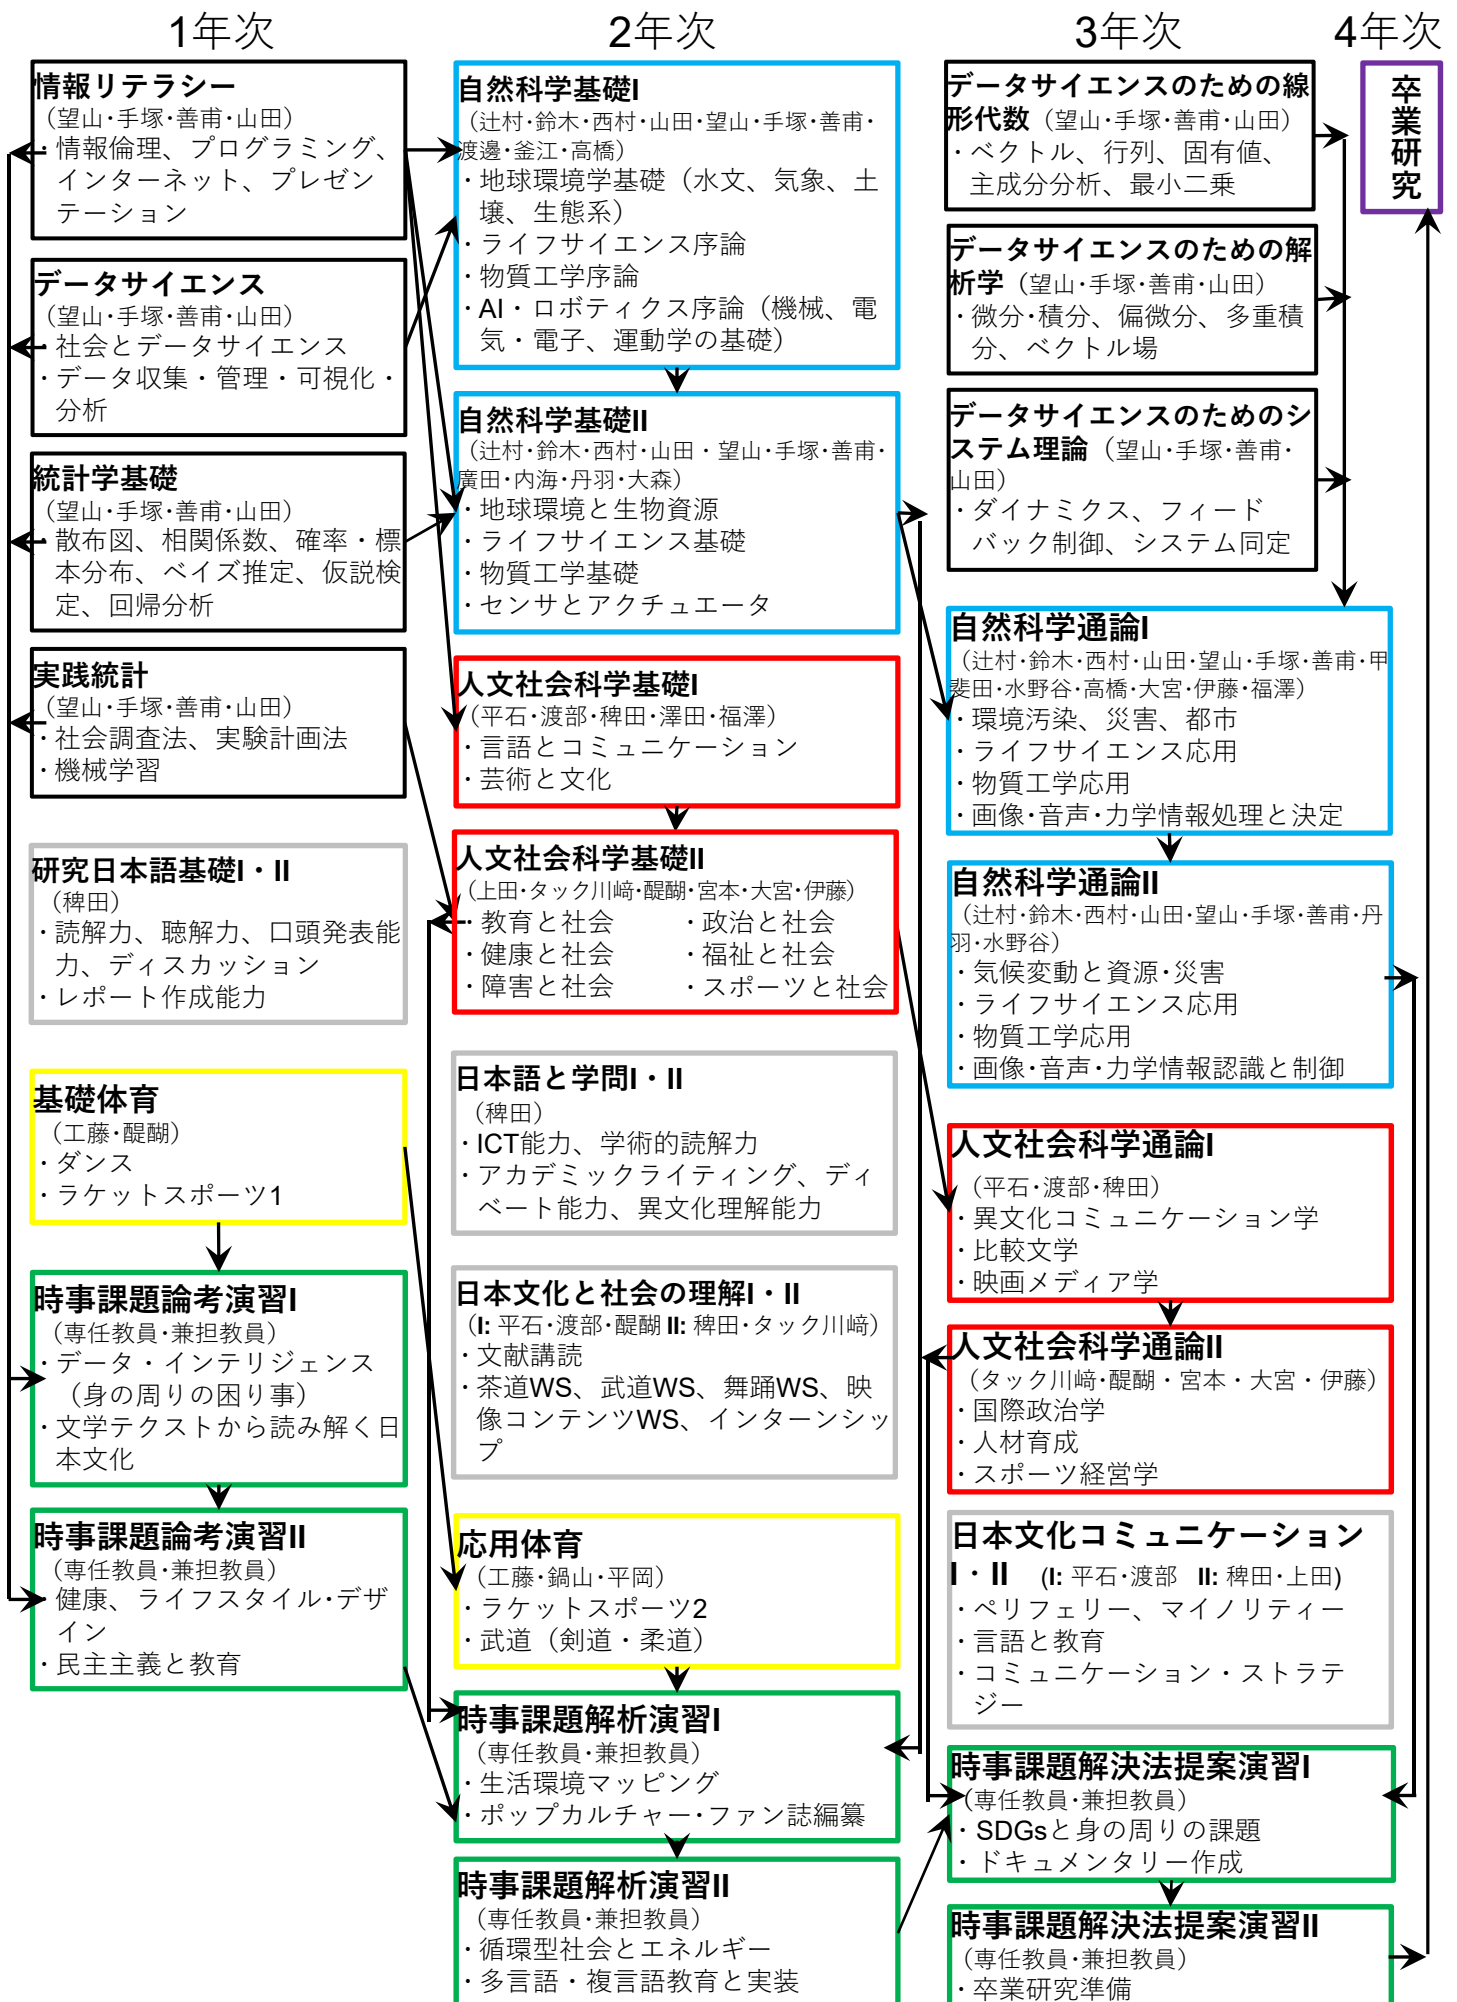 1年次
情報リテラシー
（望山･手塚･善甫･山田）
・情報倫理、プログラミング、
インターネット、プレゼン
テーション
データサイエンス
（望山･手塚･善甫･山田）
・社会とデータサイエンス
・データ収集・管理・可視化・
分析
統計学基礎
（望山･手塚･善甫･山田）
・散布図、相関係数、確率・標
本分布、ベイズ推定、仮説検
定、回帰分析
実践統計
（望山･手塚･善甫･山田）
・社会調査法、実験計画法
・機械学習
研究日本語基礎I・II
（稗田）
・読解力、聴解力、口頭発表能
力、ディスカッション
・レポート作成能力
基礎体育
（工藤･醍醐）
・ダンス
・ラケットスポーツ1
時事課題論考演習I
（専任教員･兼担教員）
・データ・インテリジェンス
（身の周りの困り事）
・文学テクストから読み解く日
本文化
時事課題論考演習II
（専任教員･兼担教員）
・健康、ライフスタイル･デザ
イン
・民主主義と教育
2年次
自然科学基礎I
（辻村･鈴木･西村･山田･望山･手塚･善甫･
渡邊･釜江･高橋）
・地球環境学基礎（水文、気象、土
壌、生態系）
・ライフサイエンス序論
・物質工学序論
・AI・ロボティクス序論（機械、電
気・電子、運動学の基礎）
自然科学基礎II
（辻村･鈴木･西村･山田・望山･手塚･善甫･
廣田･内海･丹羽･大森）
・地球環境と生物資源
・ライフサイエンス基礎
・物質工学基礎
・センサとアクチュエータ
人文社会科学基礎I
（平石･渡部･稗田･澤田･福澤）
・言語とコミュニケーション
・芸術と文化
人文社会科学基礎II
（上田･タック川﨑･醍醐･宮本･大宮･伊藤）
・教育と社会　・政治と社会
・健康と社会　・福祉と社会
・障害と社会　・スポーツと社会
日本語と学問I・II
（稗田）
・ICT能力、学術的読解力
・アカデミックライティング、ディ
ベート能力、異文化理解能力
日本文化と社会の理解I・II
（I: 平石･渡部･醍醐 II: 稗田･タック川﨑）
・文献講読
・茶道WS、武道WS、舞踊WS、映
像コンテンツWS、インターンシッ
プ
応用体育
（工藤･鍋山･平岡）
・ラケットスポーツ2
・武道（剣道・柔道）
時事課題解析演習I
（専任教員･兼担教員）
・生活環境マッピング
・ポップカルチャー･ファン誌編纂
時事課題解析演習II
（専任教員･兼担教員）
・循環型社会とエネルギー
・多言語・複言語教育と実装
3年次
データサイエンスのための線
形代数（望山･手塚･善甫･山田）
・ベクトル、行列、固有値、
主成分分析、最小二乗
データサイエンスのための解
析学（望山･手塚･善甫･山田）
・微分･積分、偏微分、多重積
分、ベクトル場
データサイエンスのためのシ
ステム理論（望山･手塚･善甫･
山田）
・ダイナミクス、フィード
バック制御、システム同定
自然科学通論I
（辻村･鈴木･西村･山田･望山･手塚･善甫･甲
斐田･水野谷･高橋･大宮･伊藤･福澤）
・環境汚染、災害、都市
・ライフサイエンス応用
・物質工学応用
・画像･音声･力学情報処理と決定
自然科学通論II
（辻村･鈴木･西村･山田･望山･手塚･善甫･丹
羽･水野谷）
・気候変動と資源･災害
・ライフサイエンス応用
・物質工学応用
・画像･音声･力学情報認識と制御
人文社会科学通論I
（平石･渡部･稗田）
・異文化コミュニケーション学
・比較文学
・映画メディア学
人文社会科学通論II
（タック川﨑･醍醐・宮本・大宮・伊藤）
・国際政治学
・人材育成
・スポーツ経営学
日本文化コミュニケーション
I・II (I: 平石･渡部 II: 稗田･上田)
・ペリフェリー、マイノリティー
・言語と教育
・コミュニケーション・ストラテ
ジー
時事課題解決法提案演習I
（専任教員･兼担教員）
・SDGsと身の周りの課題
・ドキュメンタリー作成
時事課題解決法提案演習II
（専任教員･兼担教員）
・卒業研究準備
4年次
卒業研究